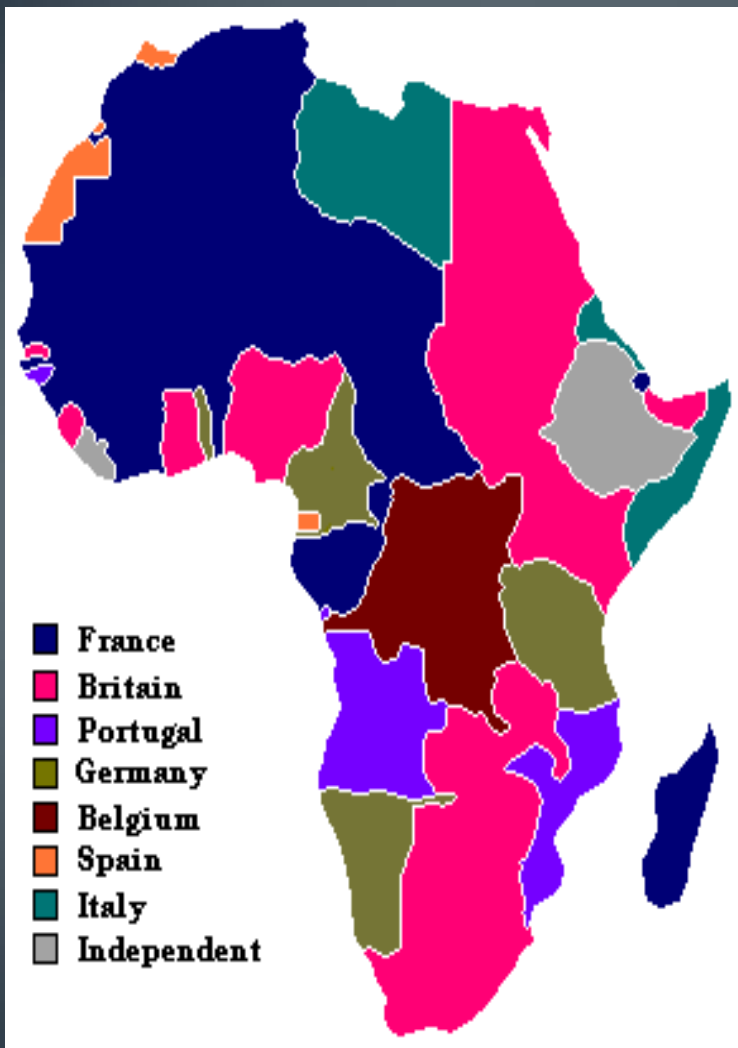 France
Britain
Portugal
Germany
Belgium
Spain
Italy
Independent